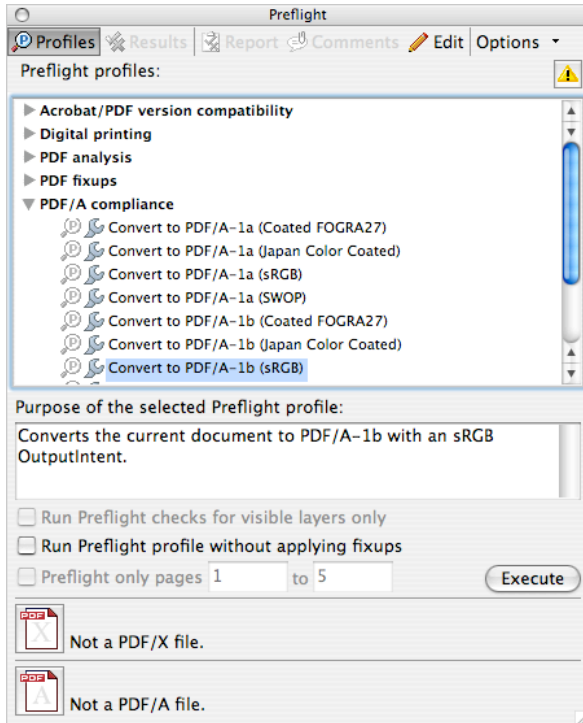 Preflight
Profiles Results Report Comments Edit Options
Preflight profiles:
Acrobat/PDF version compatibility
Digital printing
PDF analysis
PDF fixups
PDF/A compliance
Convert to PDF/A-1a (Coated FOGRA27)
Convert to PDF/A-1a (Japan Color Coated)
Convert to PDF/A-1a (sRGB)
Convert to PDF/A-1a (SWOP)
Convert to PDF/A-1b (Coated FOGRA27)
Convert to PDF/A-1b (Japan Color Coated)
Convert to PDF/A-1b (sRGB)
Purpose of the selected Preflight profile:
Converts the current document to PDF/A-1b with an sRGB
OutputIntent.
Run Preflight checks for visible layers only
Run Preflight profile without applying fixups
Preflight only pages 1 to 5 Execute
PDF
X
Not a PDF/X file.
PDF
A
Not a PDF/A file.